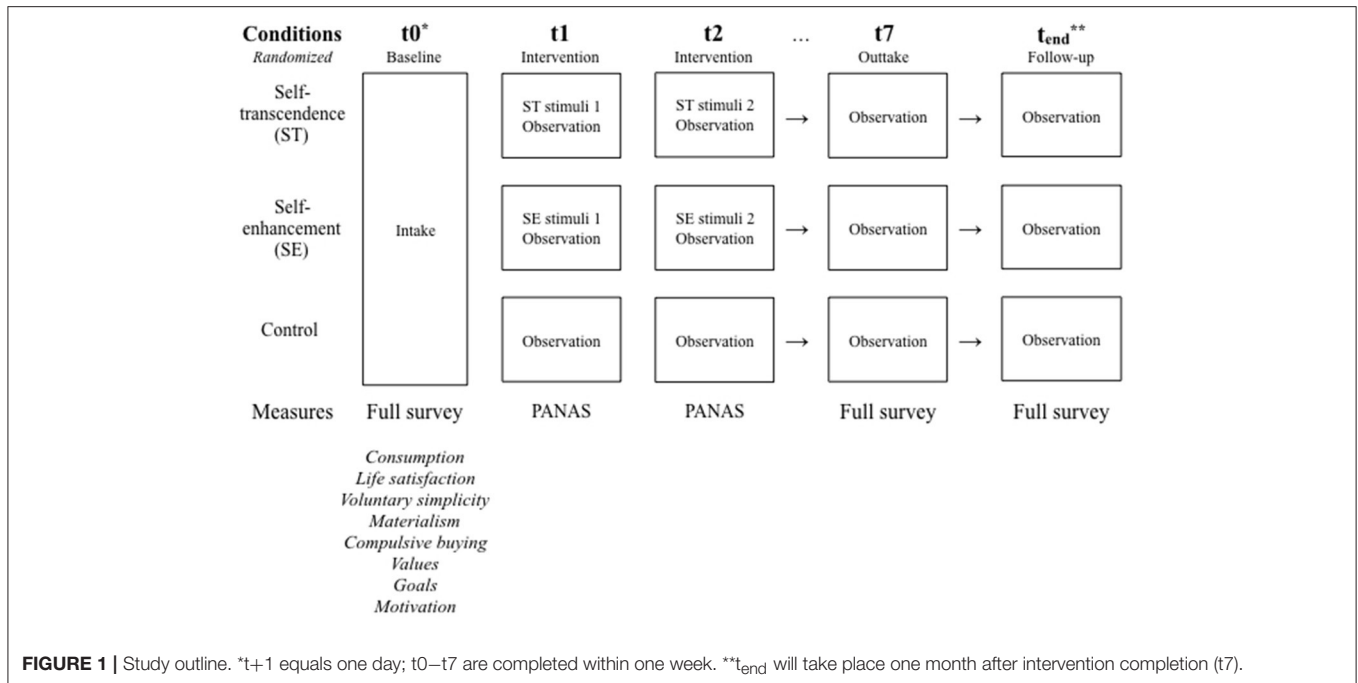 Conditions t0* t1 t2 ... t7 t_end**
Randomized Baseline Intervention Intervention Outtake Follow-up
Self-
transcendence
(ST)
ST stimuli 1
Observation
ST stimuli 2
Observation
→
Observation
→
Observation
Self-
enhancement
(SE)
Intake
SE stimuli 1
Observation
SE stimuli 2
Observation
→
Observation
→
Observation
Control
Observation
Observation
→
Observation
→
Observation
Measures Full survey PANAS PANAS Full survey Full survey
Consumption
Life satisfaction
Voluntary simplicity
Materialism
Compulsive buying
Values
Goals
Motivation
FIGURE 1 | Study outline. *t+1 equals one day; t0–t7 are completed within one week. **t_end will take place one month after intervention completion (t7).